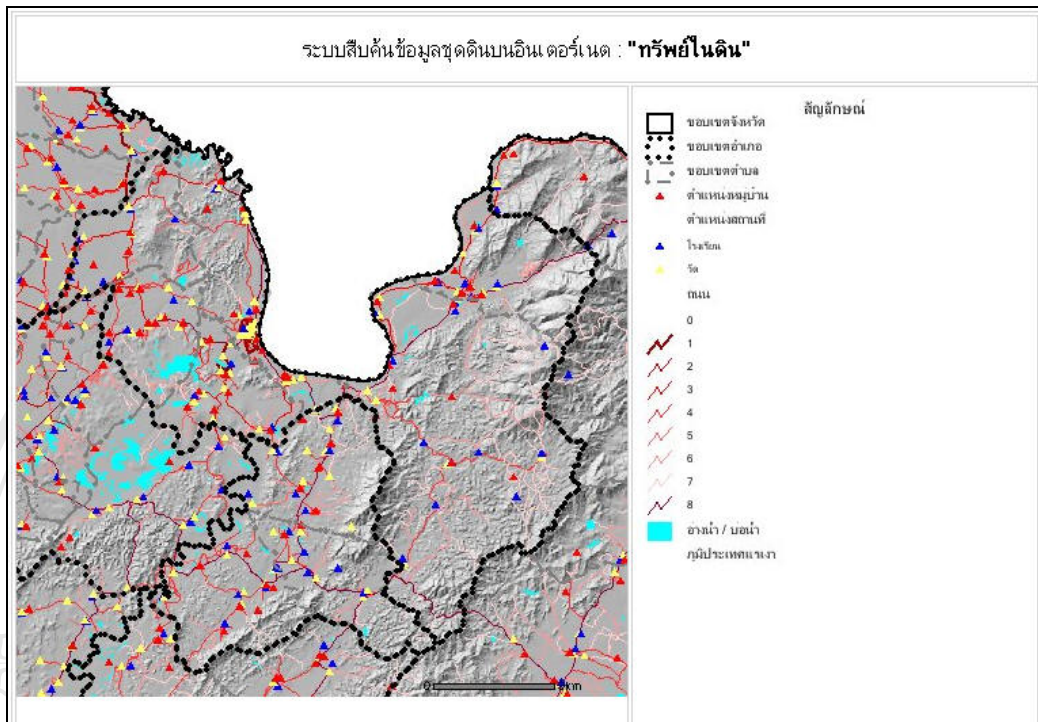 ระบบสืบค้นข้อมูลชุดดินบนอินเตอร์เนต : "ทรัพย์ในดิน"
สัญลักษณ์
ขอบเขตจังหวัด
ขอบเขตอำเภอ
ขอบเขตตำบล
ตำแหน่งหมู่บ้าน
ตำแหน่งสถานที่
โรงเรียน
วัด
ถนน
0
1
2
3
4
5
6
7
8
อ่างน้ำ / บ่อน้ำ
ภูมิประเทศแรเงา
0 km